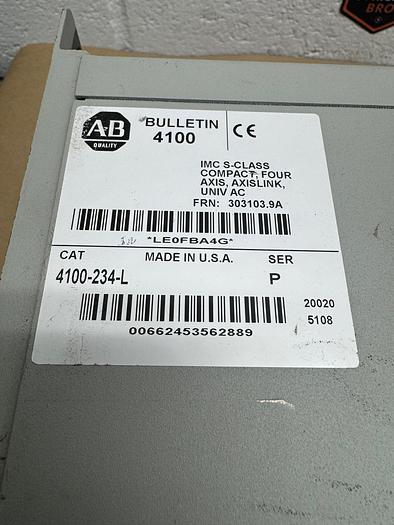 BRO
A-B
QUALITY
BULLETIN
4100
CE
IMC S-CLASS
COMPACT, FOUR
AXIS, AXISLINK,
UNIV AC
FRN: 303103.9A
*LE0FBA4G*
CAT MADE IN U.S.A. SER
4100-234-L P
20020
5108
00662453562889